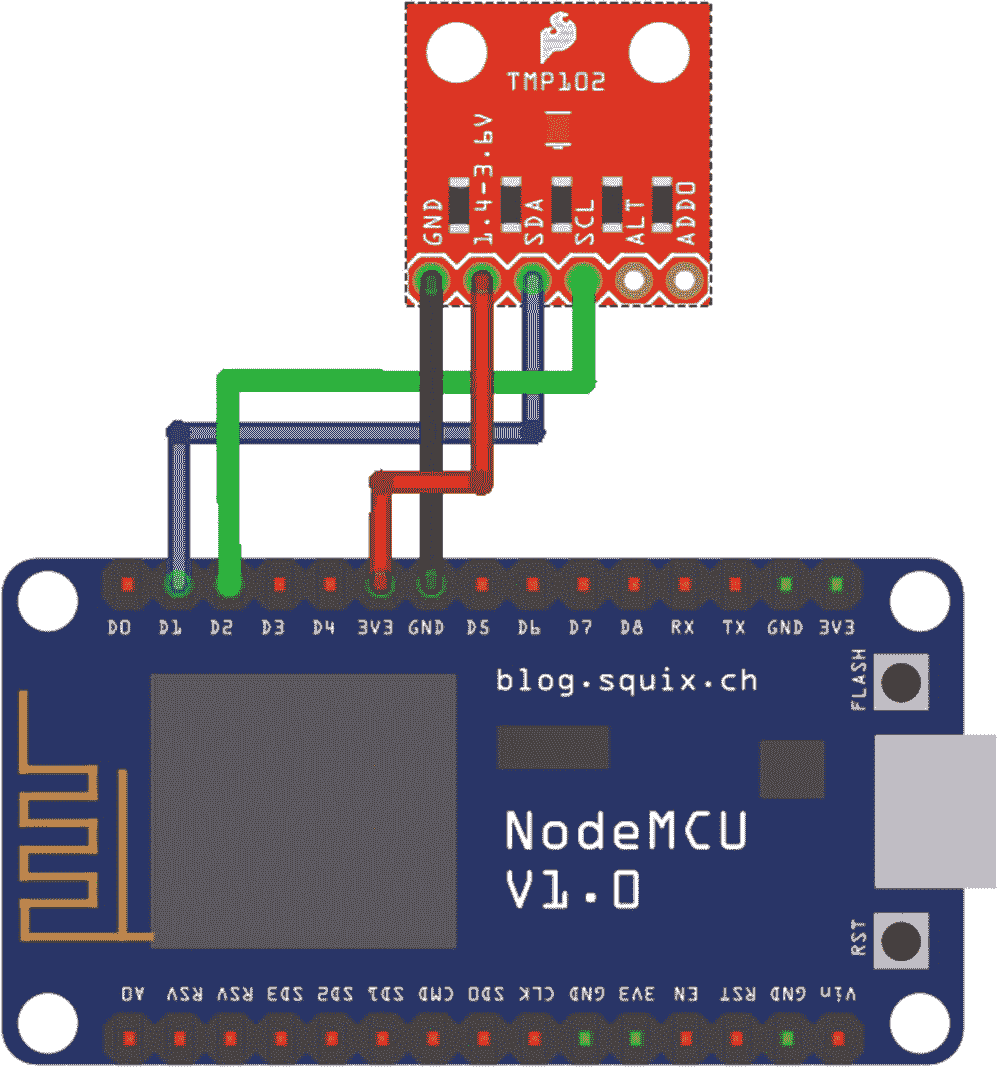 TMP102
GND
1.4-3.6V
SDA
SCL
ALT
ADD0
D0 D1 D2 D3 D4 3V3 GND D5 D6 D7 D8 RX TX GND 3V3
FLASH
blog.squix.ch
NodeMCU
V1.0
RST
A0 RSV RSV SD3 SD2 SD1 CMD SD0 CLK GND 3V3 EN RST GND Vin